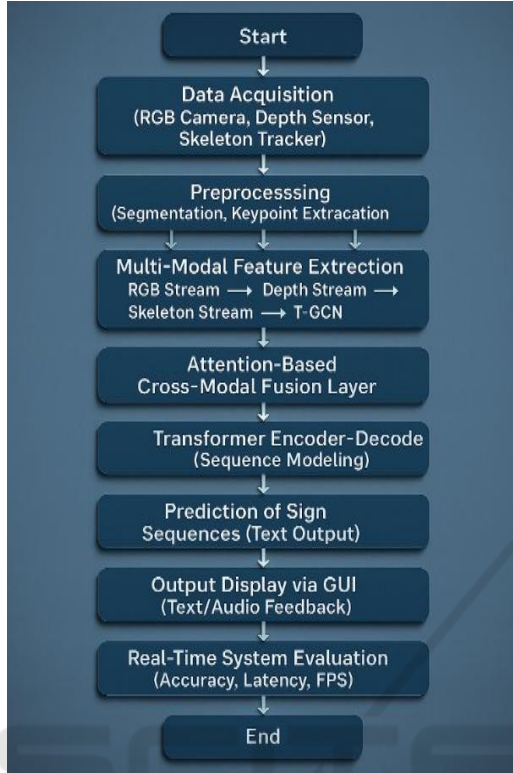 Start
Data Acquisition
(RGB Camera, Depth Sensor,
Skeleton Tracker)
Preprocesssing
(Segmentation, Keypoint Extracation
Multi-Modal Feature Extrection
RGB Stream → Depth Stream →
Skeleton Stream → T-GCN
Attention-Based
Cross-Modal Fusion Layer
Transformer Encoder-Decode
(Sequence Modeling)
Prediction of Sign
Sequences (Text Output)
Output Display via GUI
(Text/Audio Feedback)
Real-Time System Evaluation
(Accuracy, Latency, FPS)
End